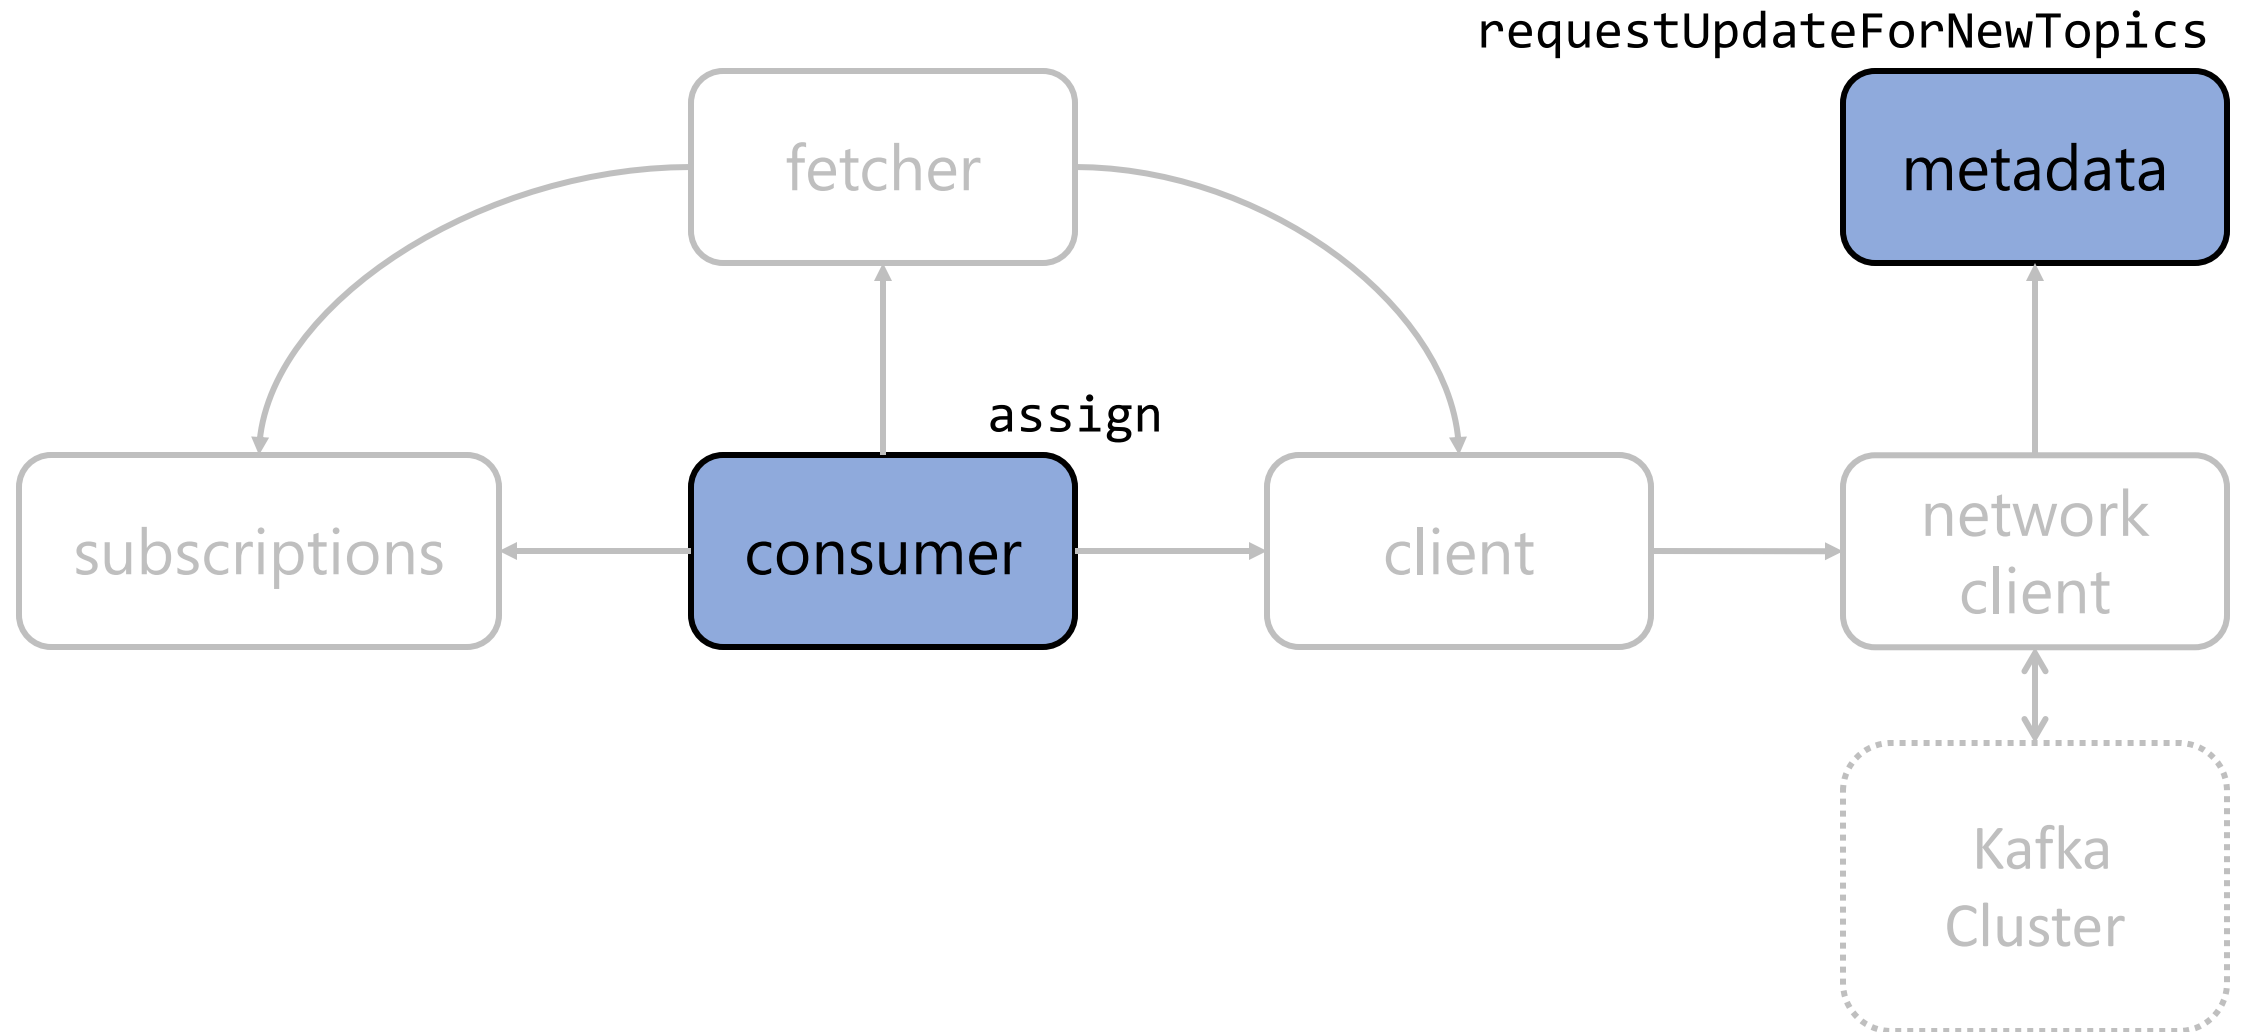 requestUpdateForNewTopics
fetcher
metadata
assign
subscriptions
consumer
client
network
client
Kafka
Cluster